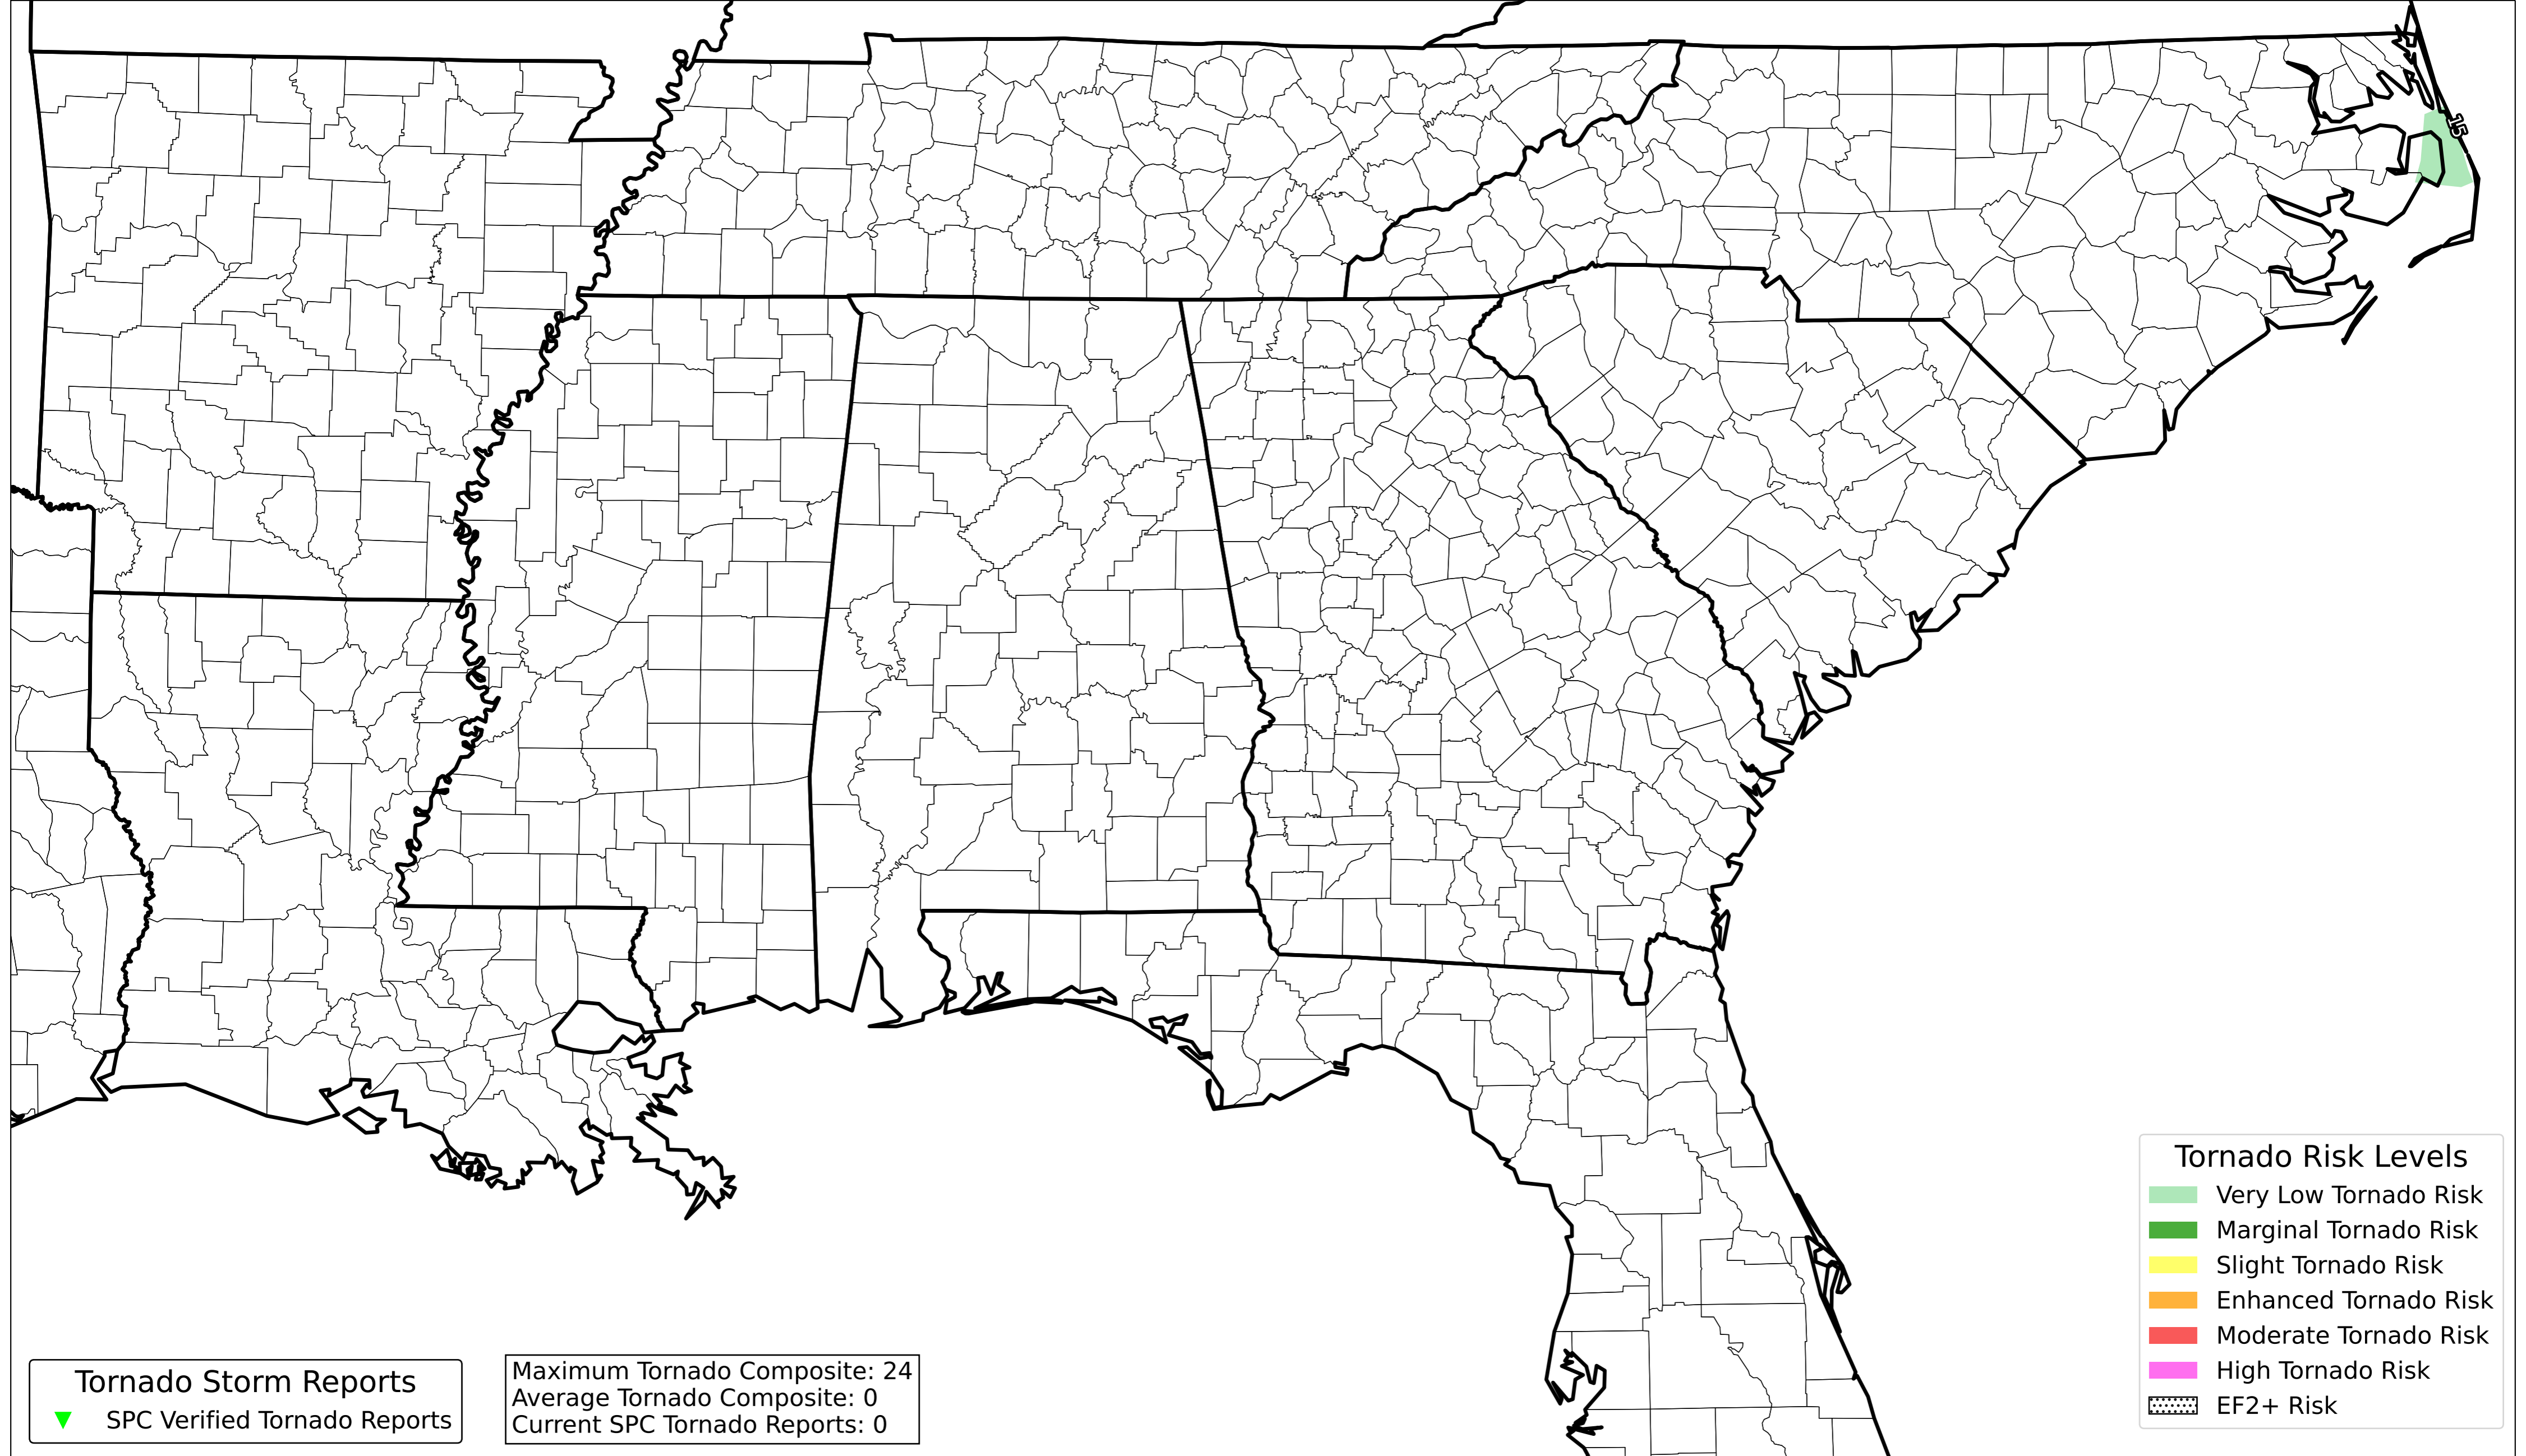 15
Tornado Risk Levels
Very Low Tornado Risk
Marginal Tornado Risk
Slight Tornado Risk
Enhanced Tornado Risk
Moderate Tornado Risk
High Tornado Risk
EF2+ Risk
Tornado Storm Reports
SPC Verified Tornado Reports
Maximum Tornado Composite: 24
Average Tornado Composite: 0
Current SPC Tornado Reports: 0